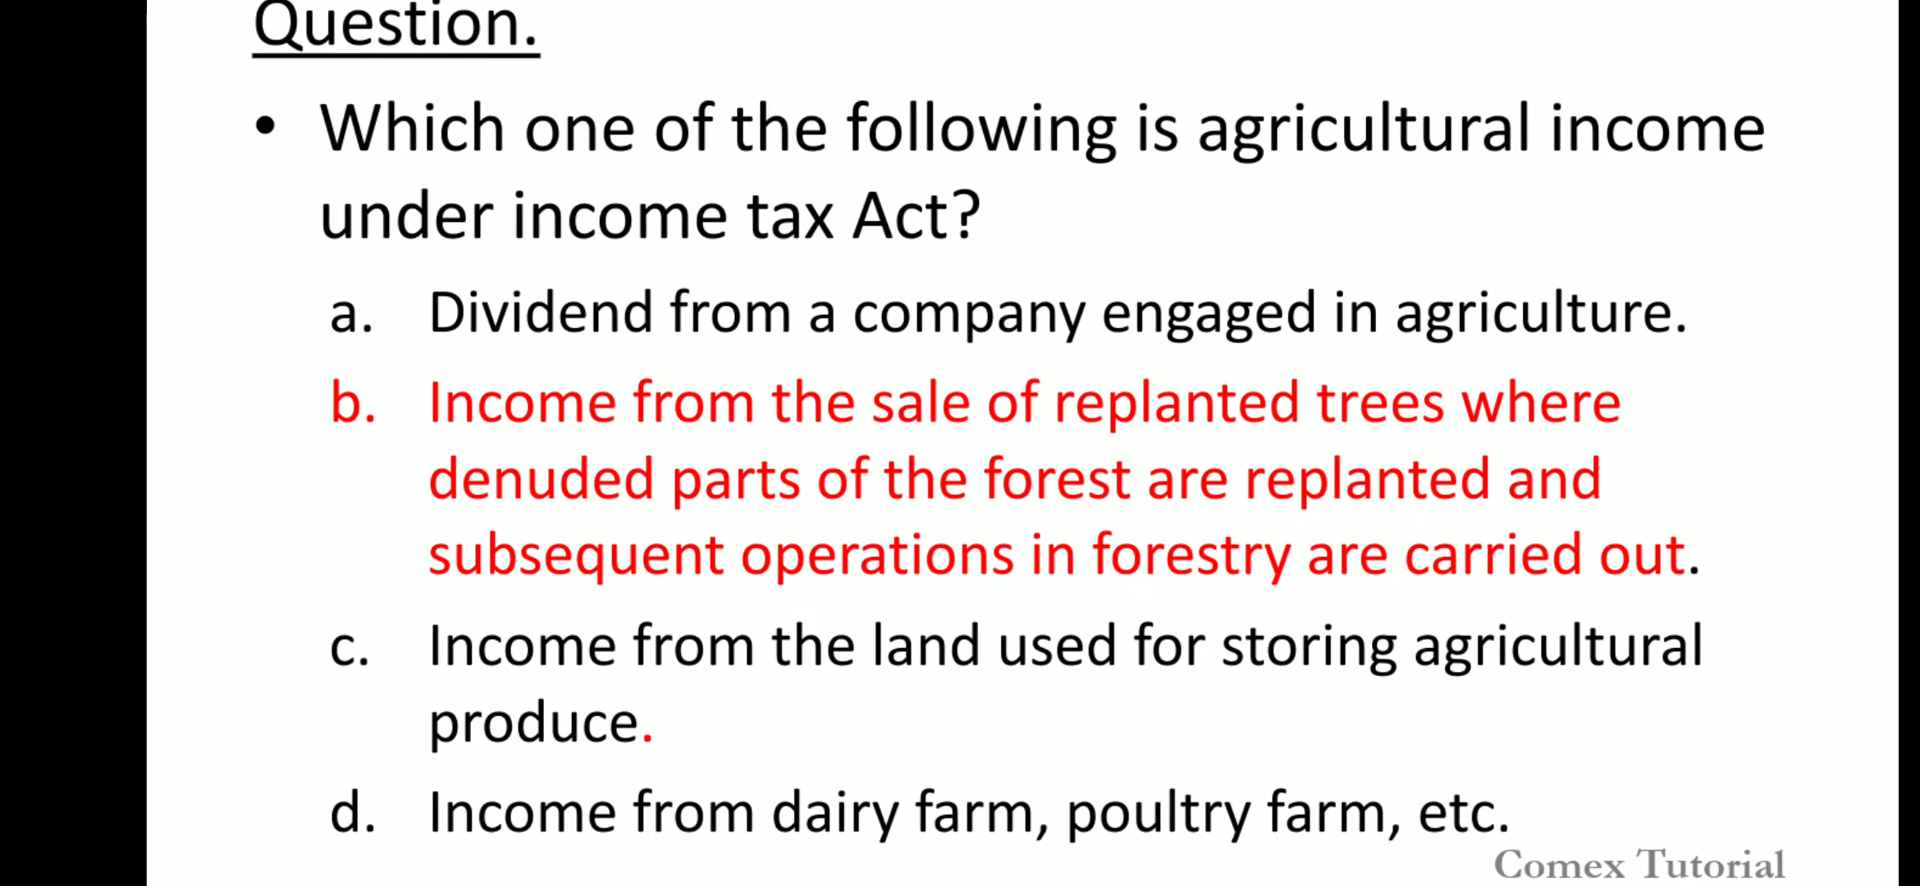 Question.
• Which one of the following is agricultural income
under income tax Act?
a. Dividend from a company engaged in agriculture.
b. Income from the sale of replanted trees where
denuded parts of the forest are replanted and
subsequent operations in forestry are carried out.
c. Income from the land used for storing agricultural
produce.
d. Income from dairy farm, poultry farm, etc.
Comex Tutorial